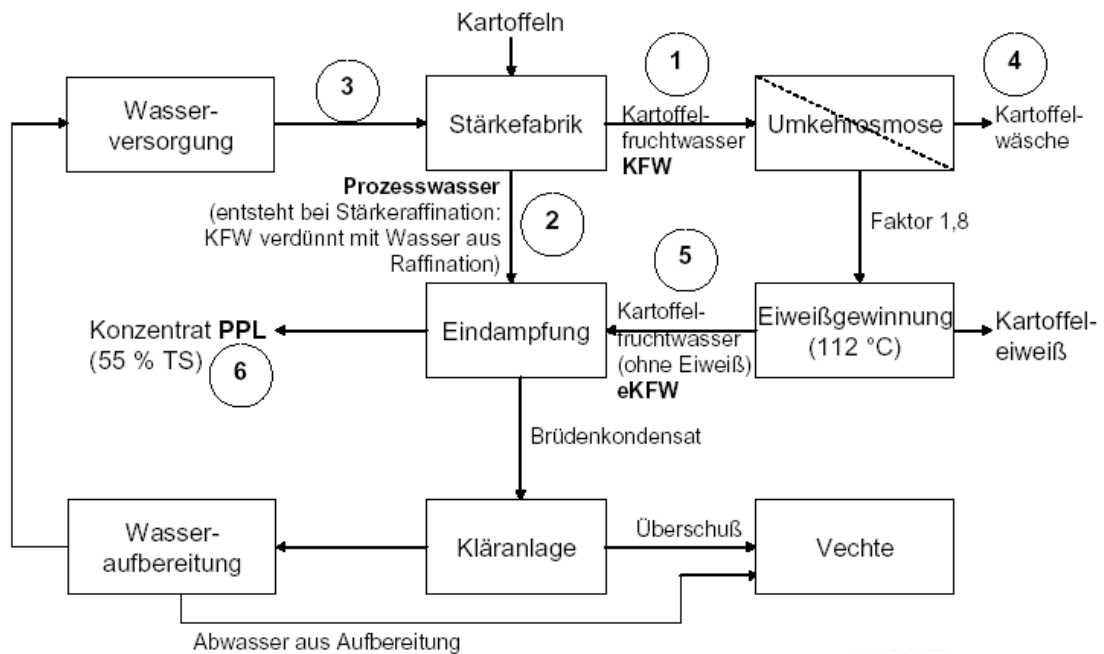 Kartoffeln
1
4
3
Wasser-
versorgung
Stärkefabrik
Kartoffel-
fruchtwasser
KFW
Umkehrosmose
Kartoffel-
wäsche
Prozesswasser
(entsteht bei Stärkeraffination:
KFW verdünnt mit Wasser aus
Raffination)
2
Faktor 1,8
5
Konzentrat PPL
(55 % TS)
6
Eindampfung
Kartoffel-
fruchtwasser
(ohne Eiweiß)
eKFW
Eiweißgewinnung
(112 °C)
Kartoffel-
eiweiß
Brüdenkondensat
Wasser-
aufbereitung
Kläranlage
Überschuß
Vechte
Abwasser aus Aufbereitung